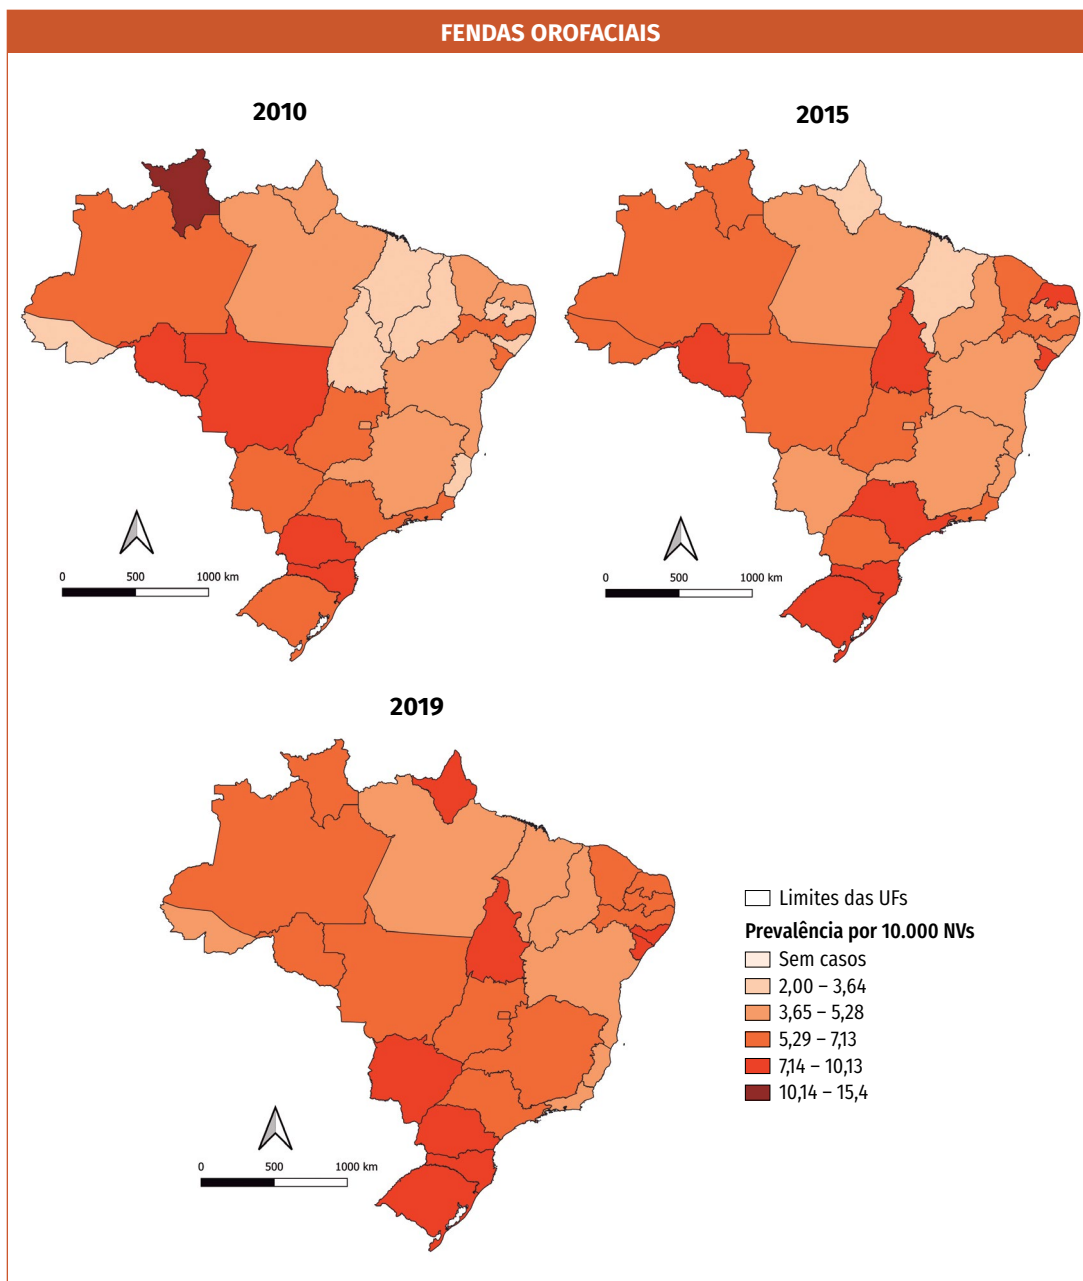 FENDAS OROFACIAIS
2010
2015
0 500 1000 km
0 500 1000 km
2019
0 500 1000 km
Limites das UFs
Prevalência por 10.000 NVs
Sem casos
2,00 – 3,64
3,65 – 5,28
5,29 – 7,13
7,14 – 10,13
10,14 – 15,4